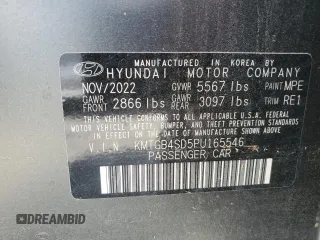 MANUFACTURED IN KOREA BY
HYUNDAI MOTOR COMPANY
NOV/2022 GVWR 5567 lbs PAINT MPE
GAWR FRONT 2866 lbs GAWR REAR 3097 lbs TRIM RE1
THIS VEHICLE CONFORMS TO ALL APPLICABLE U.S.A. FEDERAL
MOTOR VEHICLE SAFETY, BUMPER, AND THEFT PREVENTION
STANDARDS IN EFFECT ON THE DATE OF MANUFACTURE SHOWN ABOVE.
V.I.N. KMTGB4SD5PU165546
PASSENGER CAR
© DREAMBID